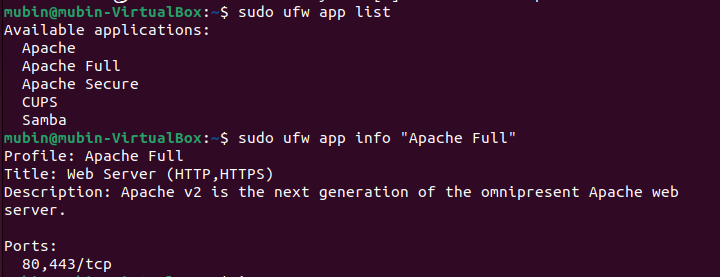 mubin@mubin-VirtualBox:~$ sudo ufw app list
Available applications:
  Apache
  Apache Full
  Apache Secure
  CUPS
  Samba
mubin@mubin-VirtualBox:~$ sudo ufw app info "Apache Full"
Profile: Apache Full
Title: Web Server (HTTP,HTTPS)
Description: Apache v2 is the next generation of the omnipresent Apache web
server.

Ports:
  80,443/tcp